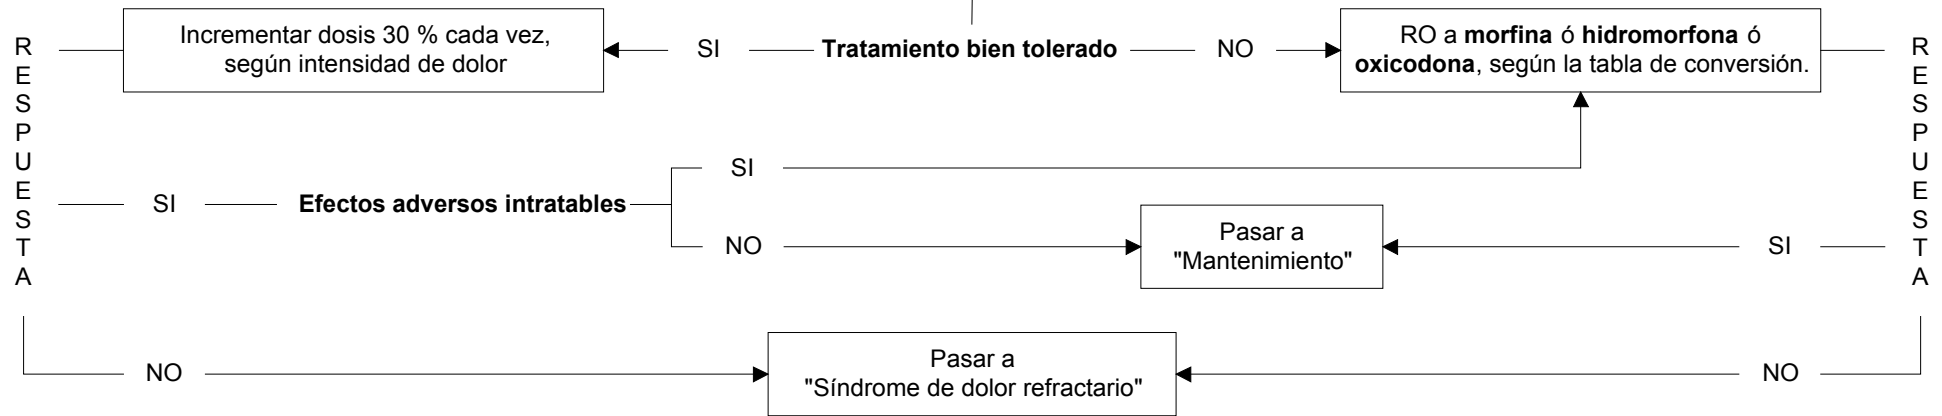 Incrementar dosis 30 % cada vez,
según intensidad de dolor
SI
Tratamiento bien tolerado
NO
RO a morfina ó hidromorfona ó
oxicodona, según la tabla de conversión.
R
E
S
P
U
E
S
T
A
R
E
S
P
U
E
S
T
A
SI
Efectos adversos intratables
SI
NO
Pasar a
"Mantenimiento"
SI
NO
Pasar a
"Síndrome de dolor refractario"
NO